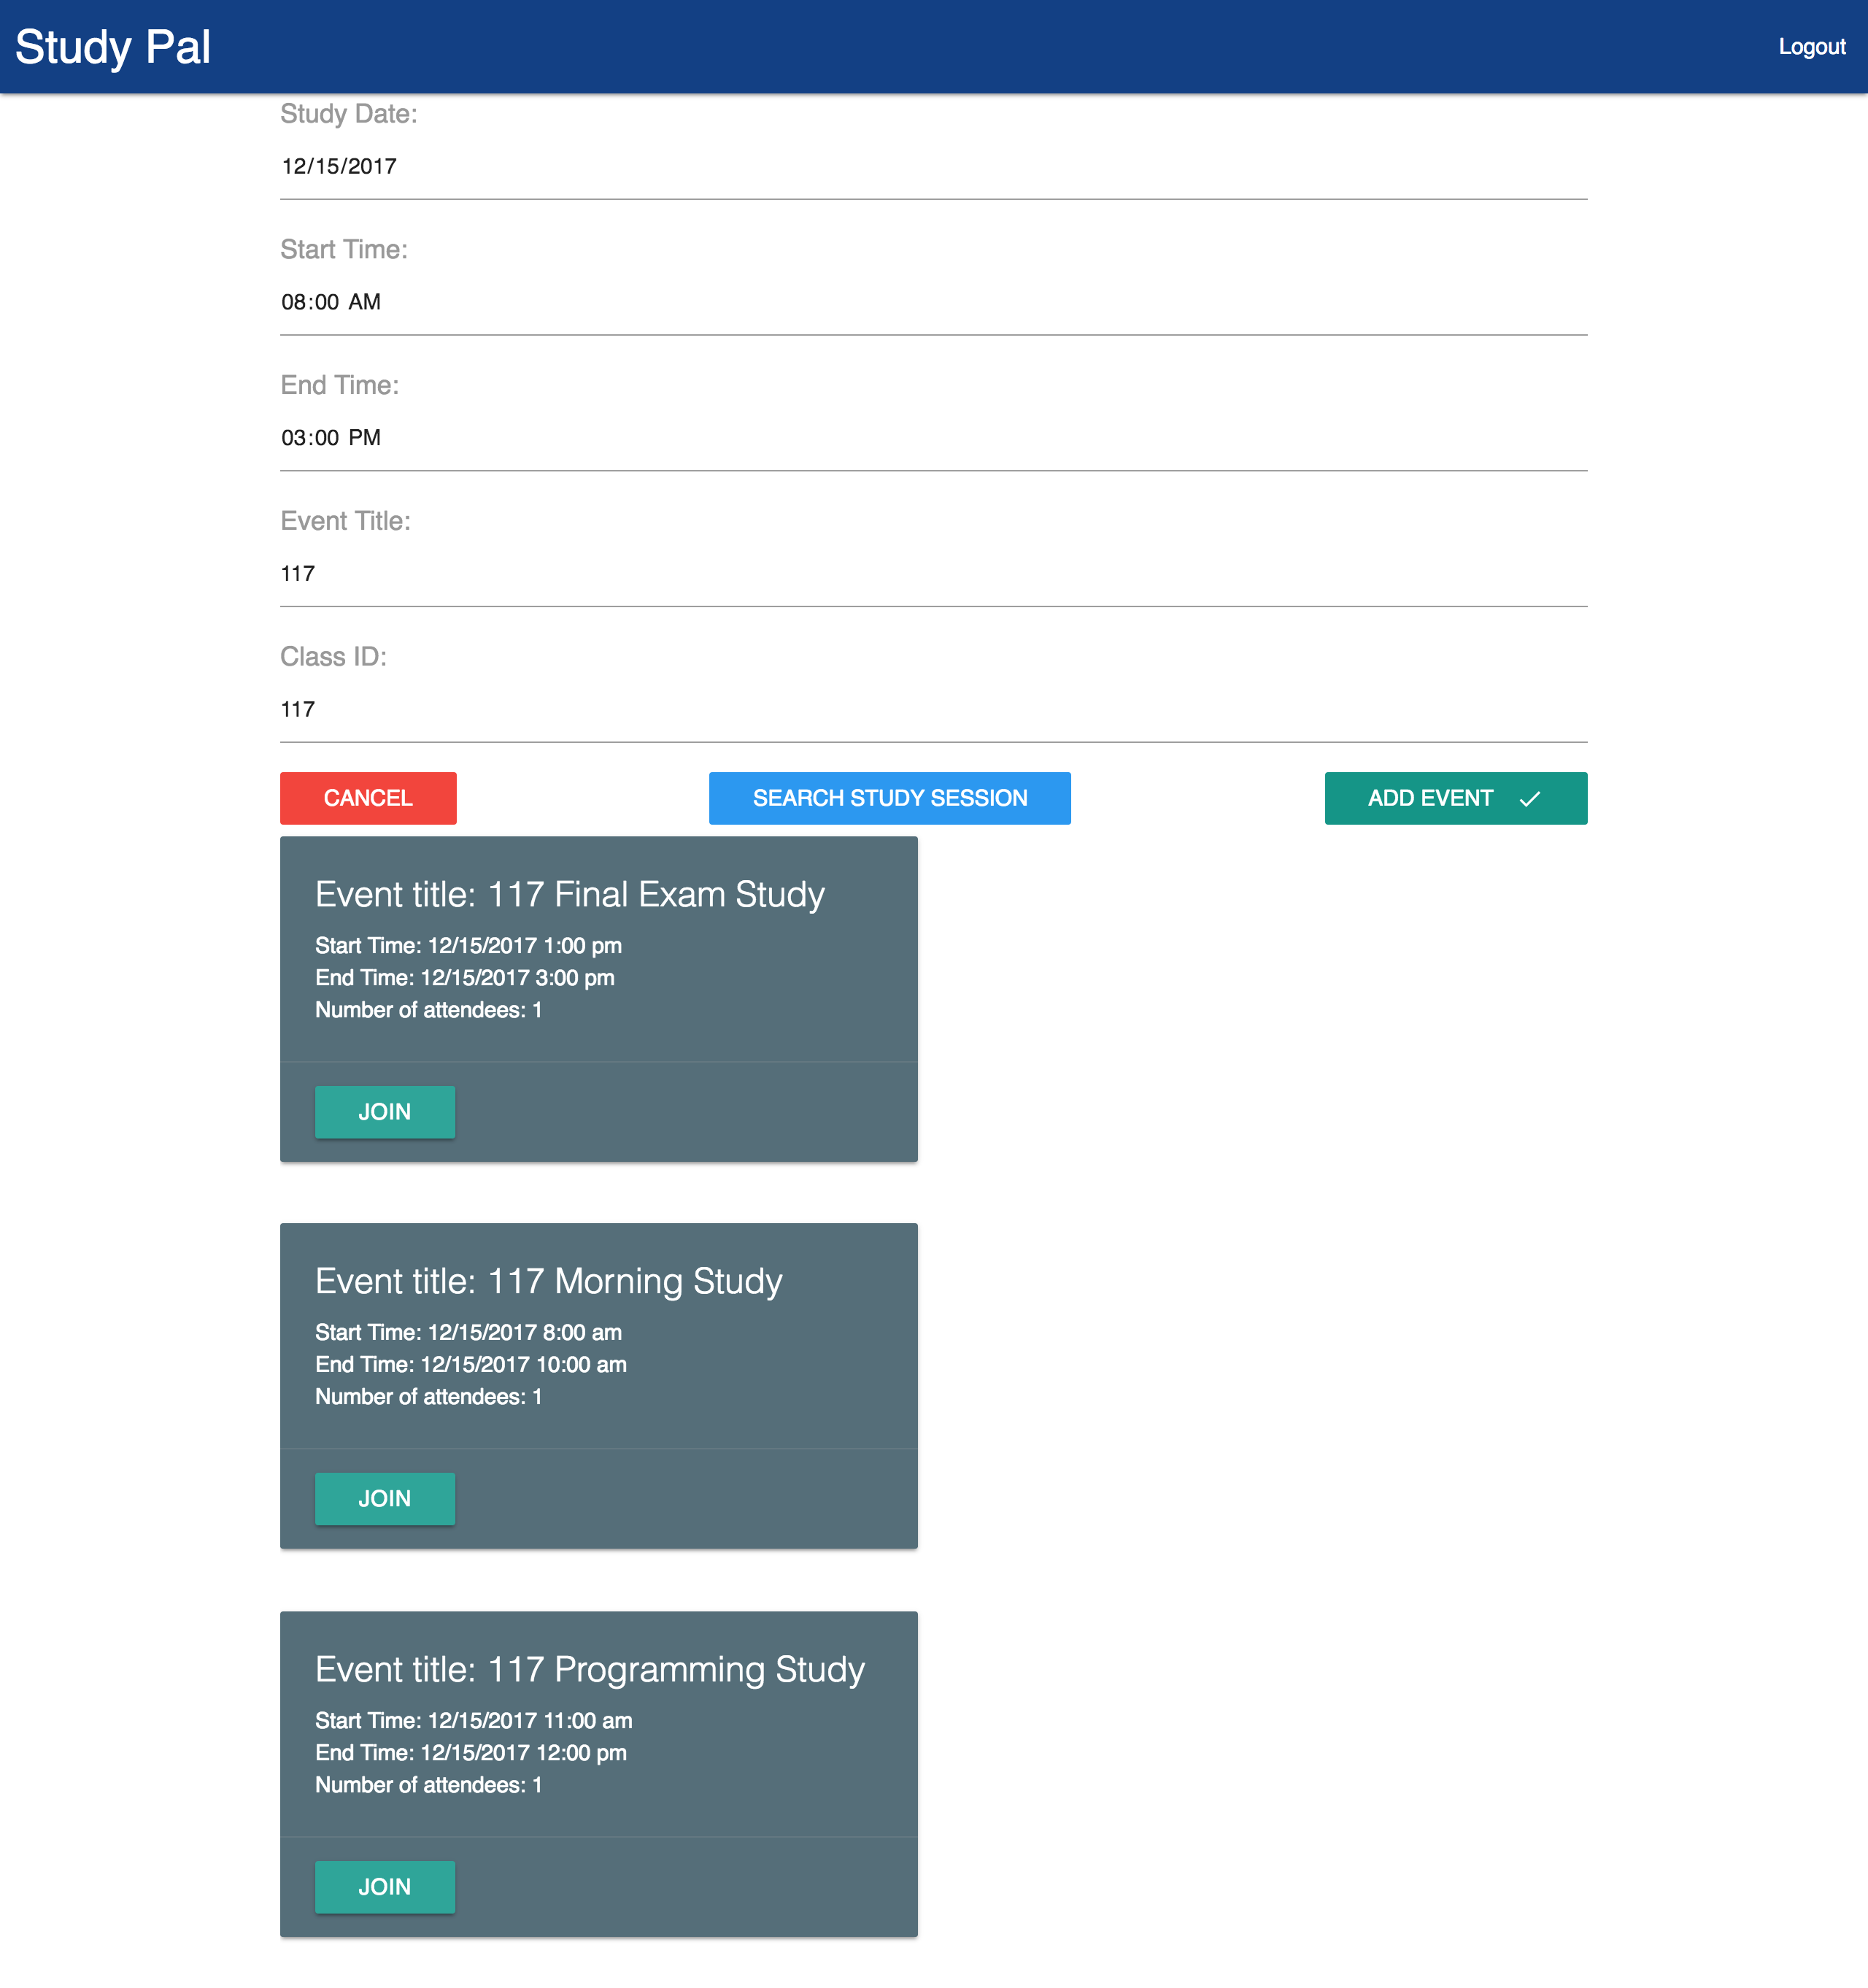 Study Pal
Logout
Study Date:
12/15/2017
Start Time:
08:00 AM
End Time:
03:00 PM
Event Title:
117
Class ID:
117
CANCEL
SEARCH STUDY SESSION
ADD EVENT
Event title: 117 Final Exam Study
Start Time: 12/15/2017 1:00 pm
End Time: 12/15/2017 3:00 pm
Number of attendees: 1
JOIN
Event title: 117 Morning Study
Start Time: 12/15/2017 8:00 am
End Time: 12/15/2017 10:00 am
Number of attendees: 1
JOIN
Event title: 117 Programming Study
Start Time: 12/15/2017 11:00 am
End Time: 12/15/2017 12:00 pm
Number of attendees: 1
JOIN